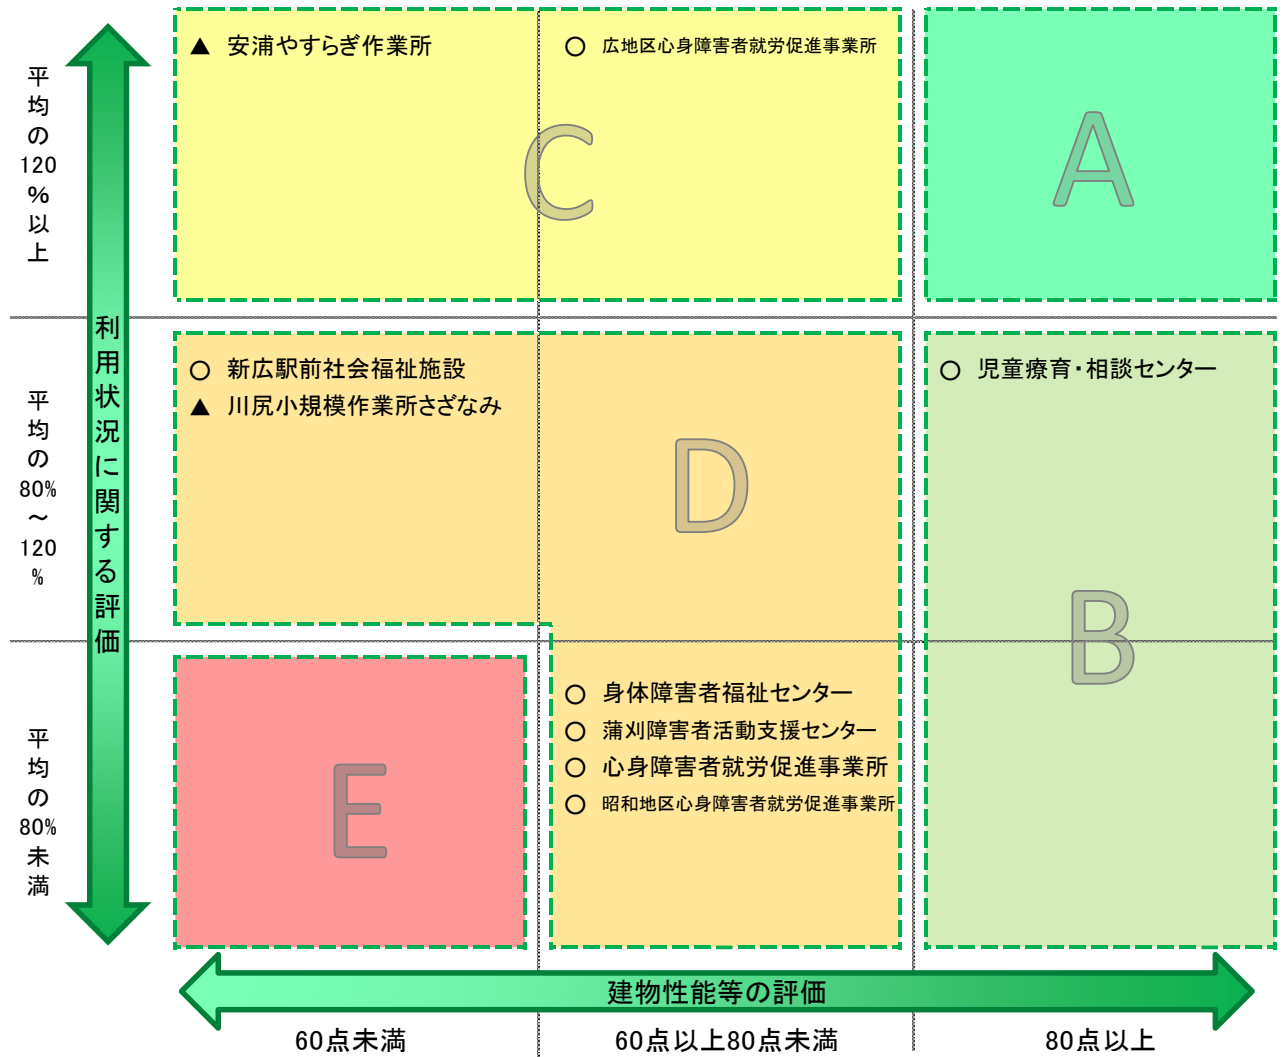 平均の120%以上
▲ 安浦やすらぎ作業所
○ 広地区心身障害者就労促進事業所
C
A
利用状況に関する評価
平均の80%～120%
○ 新広駅前社会福祉施設
▲ 川尻小規模作業所さざなみ
D
○ 児童療育・相談センター
B
平均の80%未満
E
○ 身体障害者福祉センター
○ 蒲刈障害者活動支援センター
○ 心身障害者就労促進事業所
○ 昭和地区心身障害者就労促進事業所
建物性能等の評価
60点未満
60点以上80点未満
80点以上